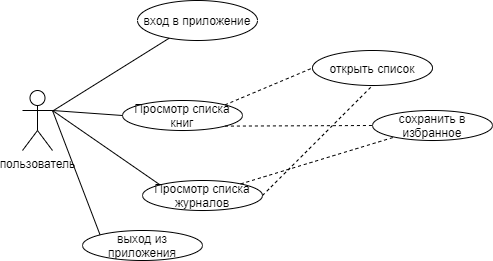 вход в приложение
открыть список
Просмотр списка
книг
сохранить в
избранное
пользователь
Просмотр списка
журналов
выход из
приложения